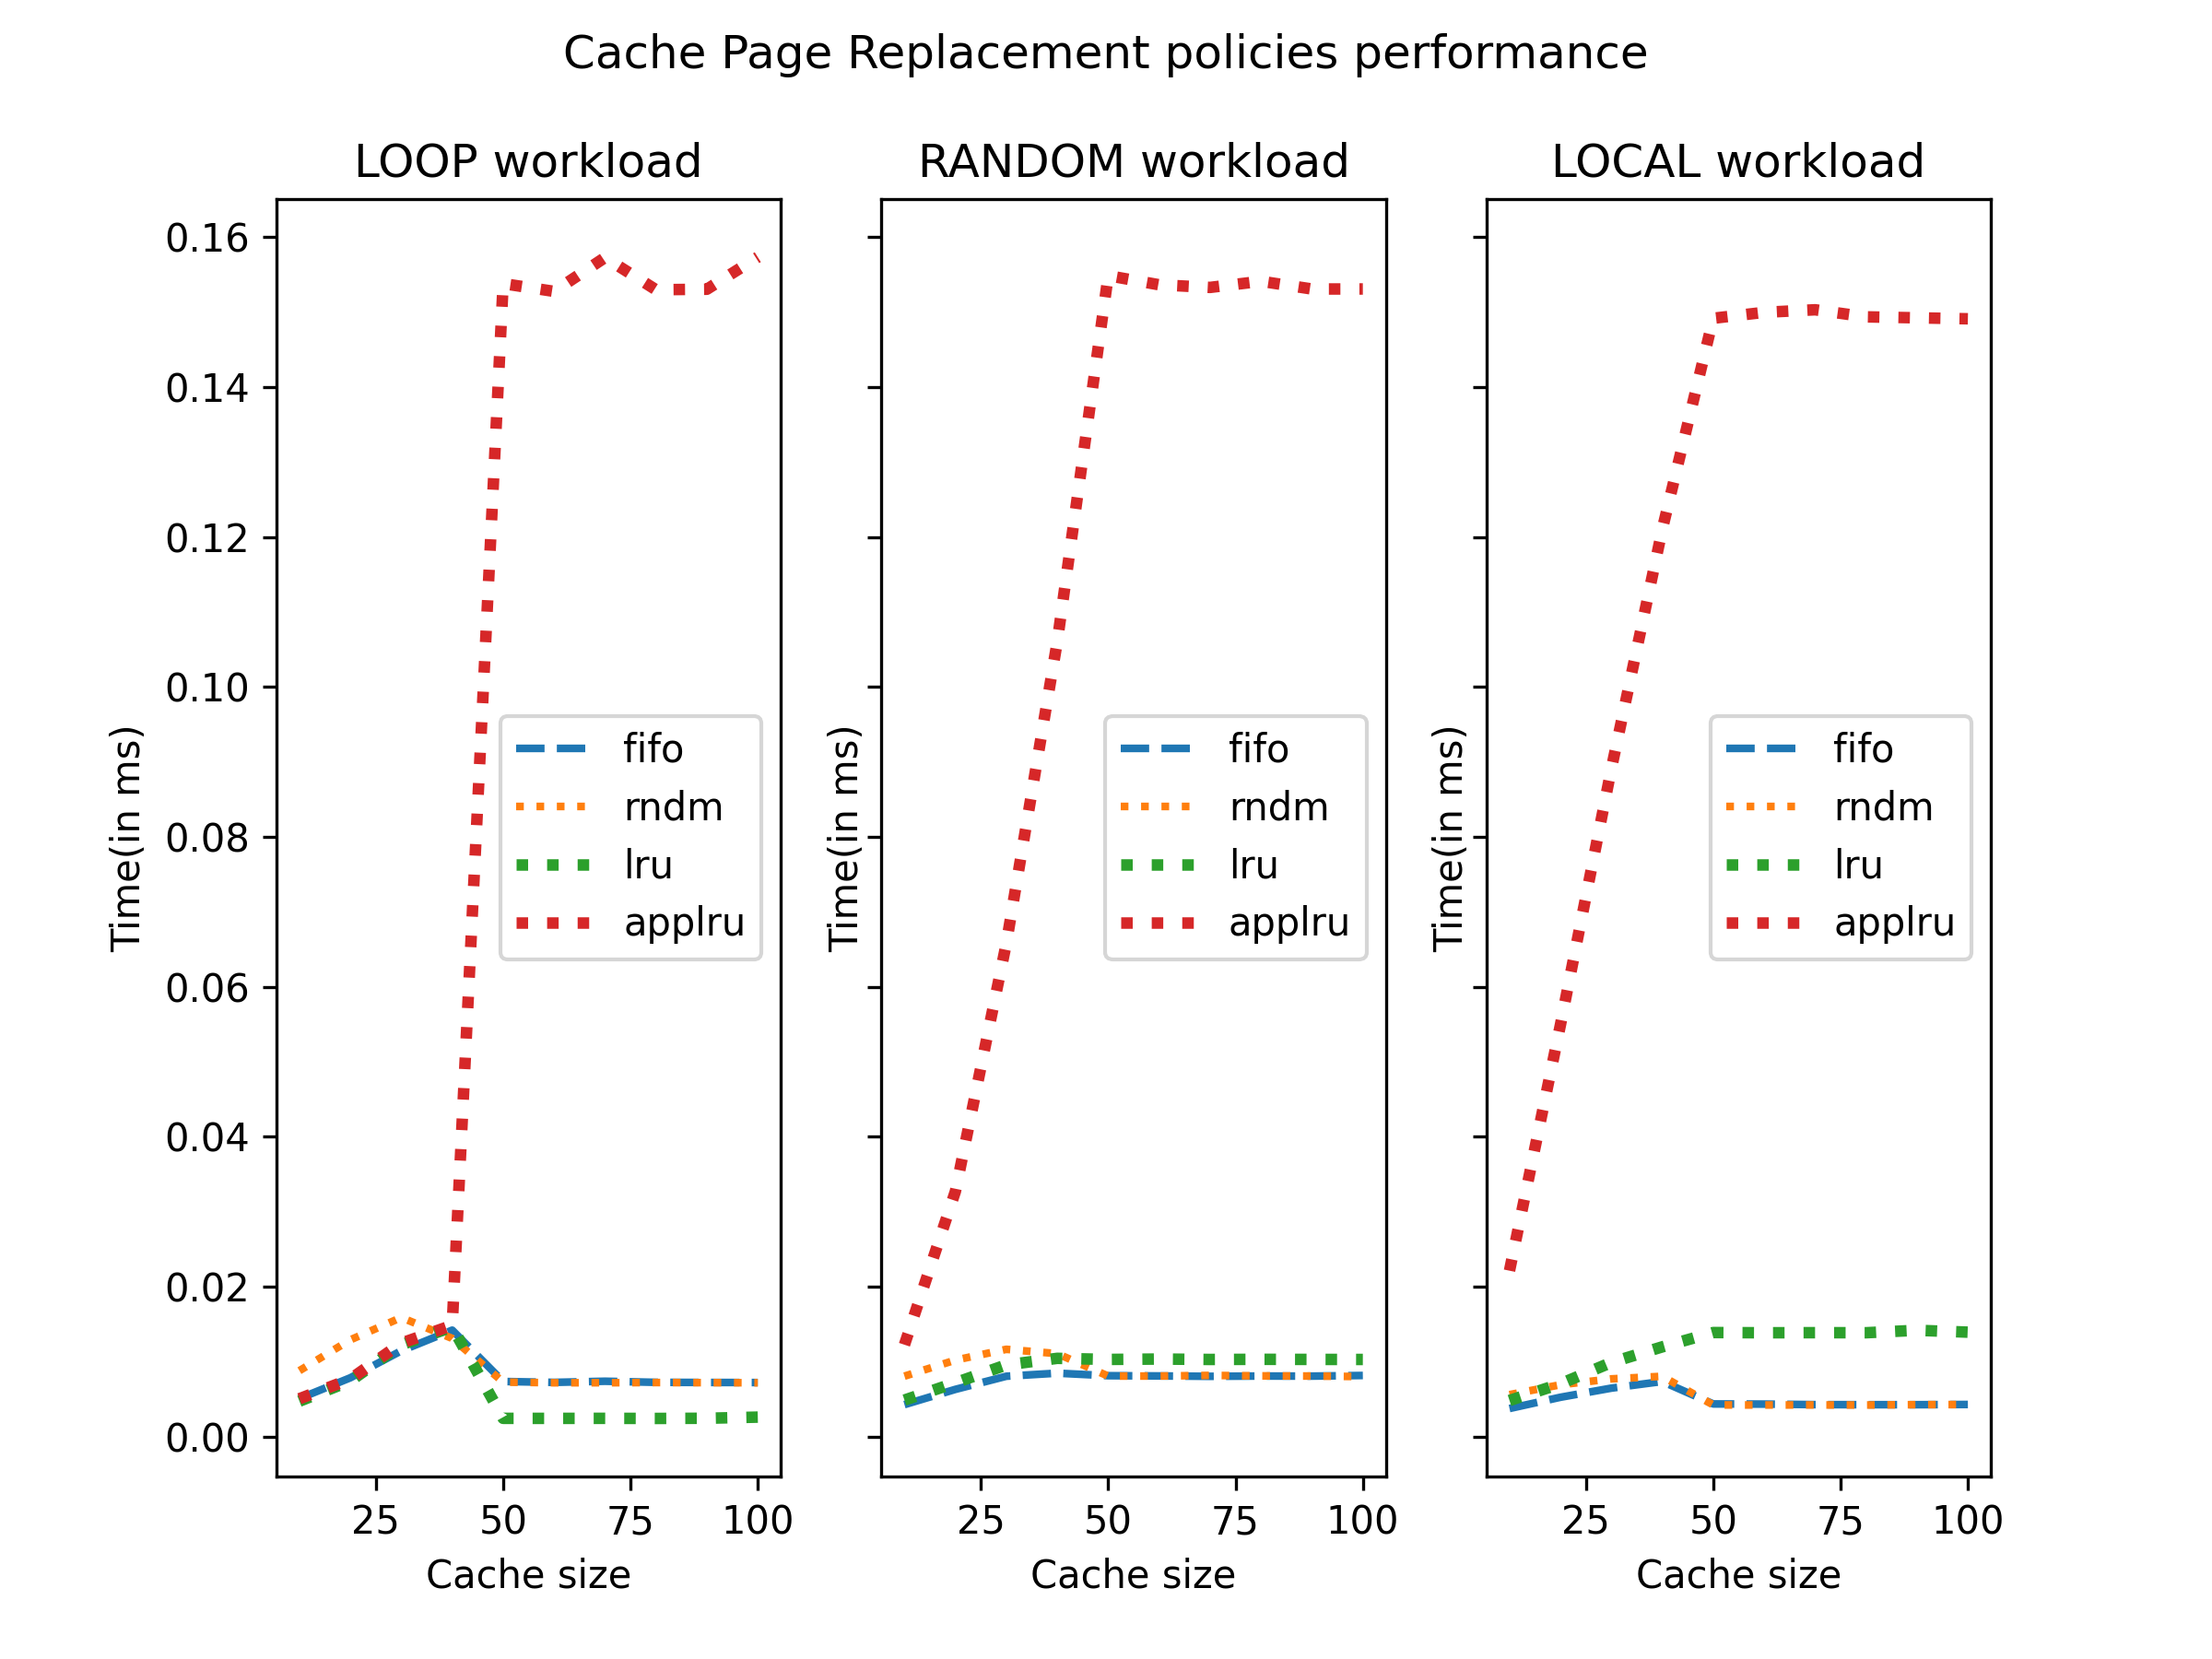 Cache Page Replacement policies performance
LOOP workload
0.16
0.14
0.12
0.10
0.08
0.06
0.04
0.02
0.00
Time(in ms)
fifo
rndm
lru
applru
25 50 75 100
Cache size
RANDOM workload
Time(in ms)
fifo
rndm
lru
applru
25 50 75 100
Cache size
LOCAL workload
Time(in ms)
fifo
rndm
lru
applru
25 50 75 100
Cache size